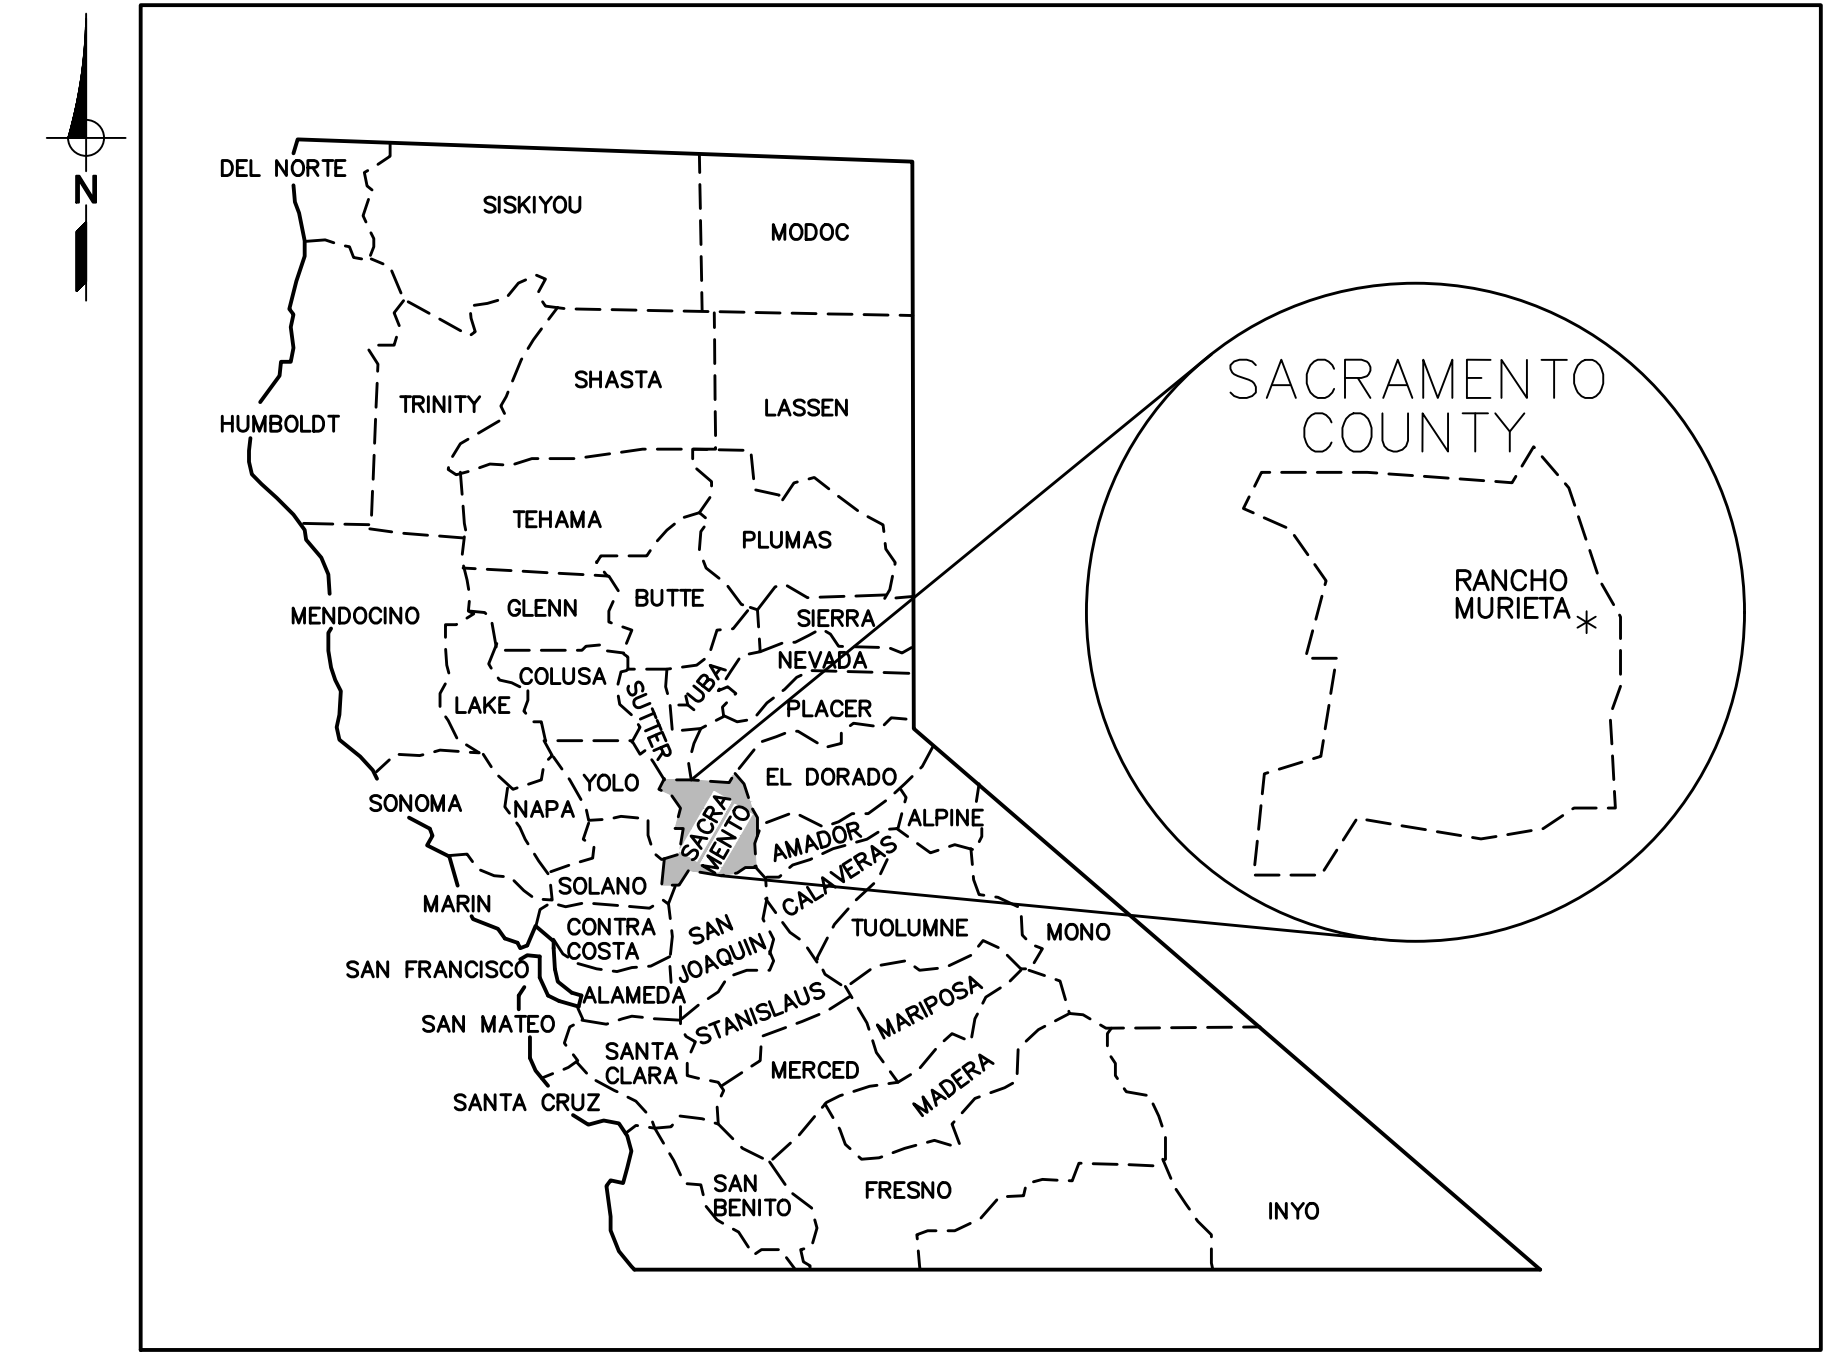 DEL NORTE
N
SISKIYOU
MODOC
SACRAMENTO
COUNTY
SHASTA
TRINITY
LASSEN
HUMBOLDT
TEHAMA
PLUMAS
RANCHO
MURIETA
*
BUTTE
GLENN
MENDOCINO
SIERRA
NEVADA
COLUSA
YUBA
SUTTER
LAKE
PLACER
EL DORADO
YOLO
SONOMA
NAPA
SACRA
MENTO
ALPINE
AMADOR
CALAVERAS
SOLANO
MARIN
CONTRA
COSTA
SAN
JOAQUIN
TUOLUMNE
MONO
SAN FRANCISCO
ALAMEDA
STANISLAUS
MARIPOSA
SAN MATEO
SANTA
CLARA
MERCED
MADERA
SANTA CRUZ
SAN
BENITO
FRESNO
INYO